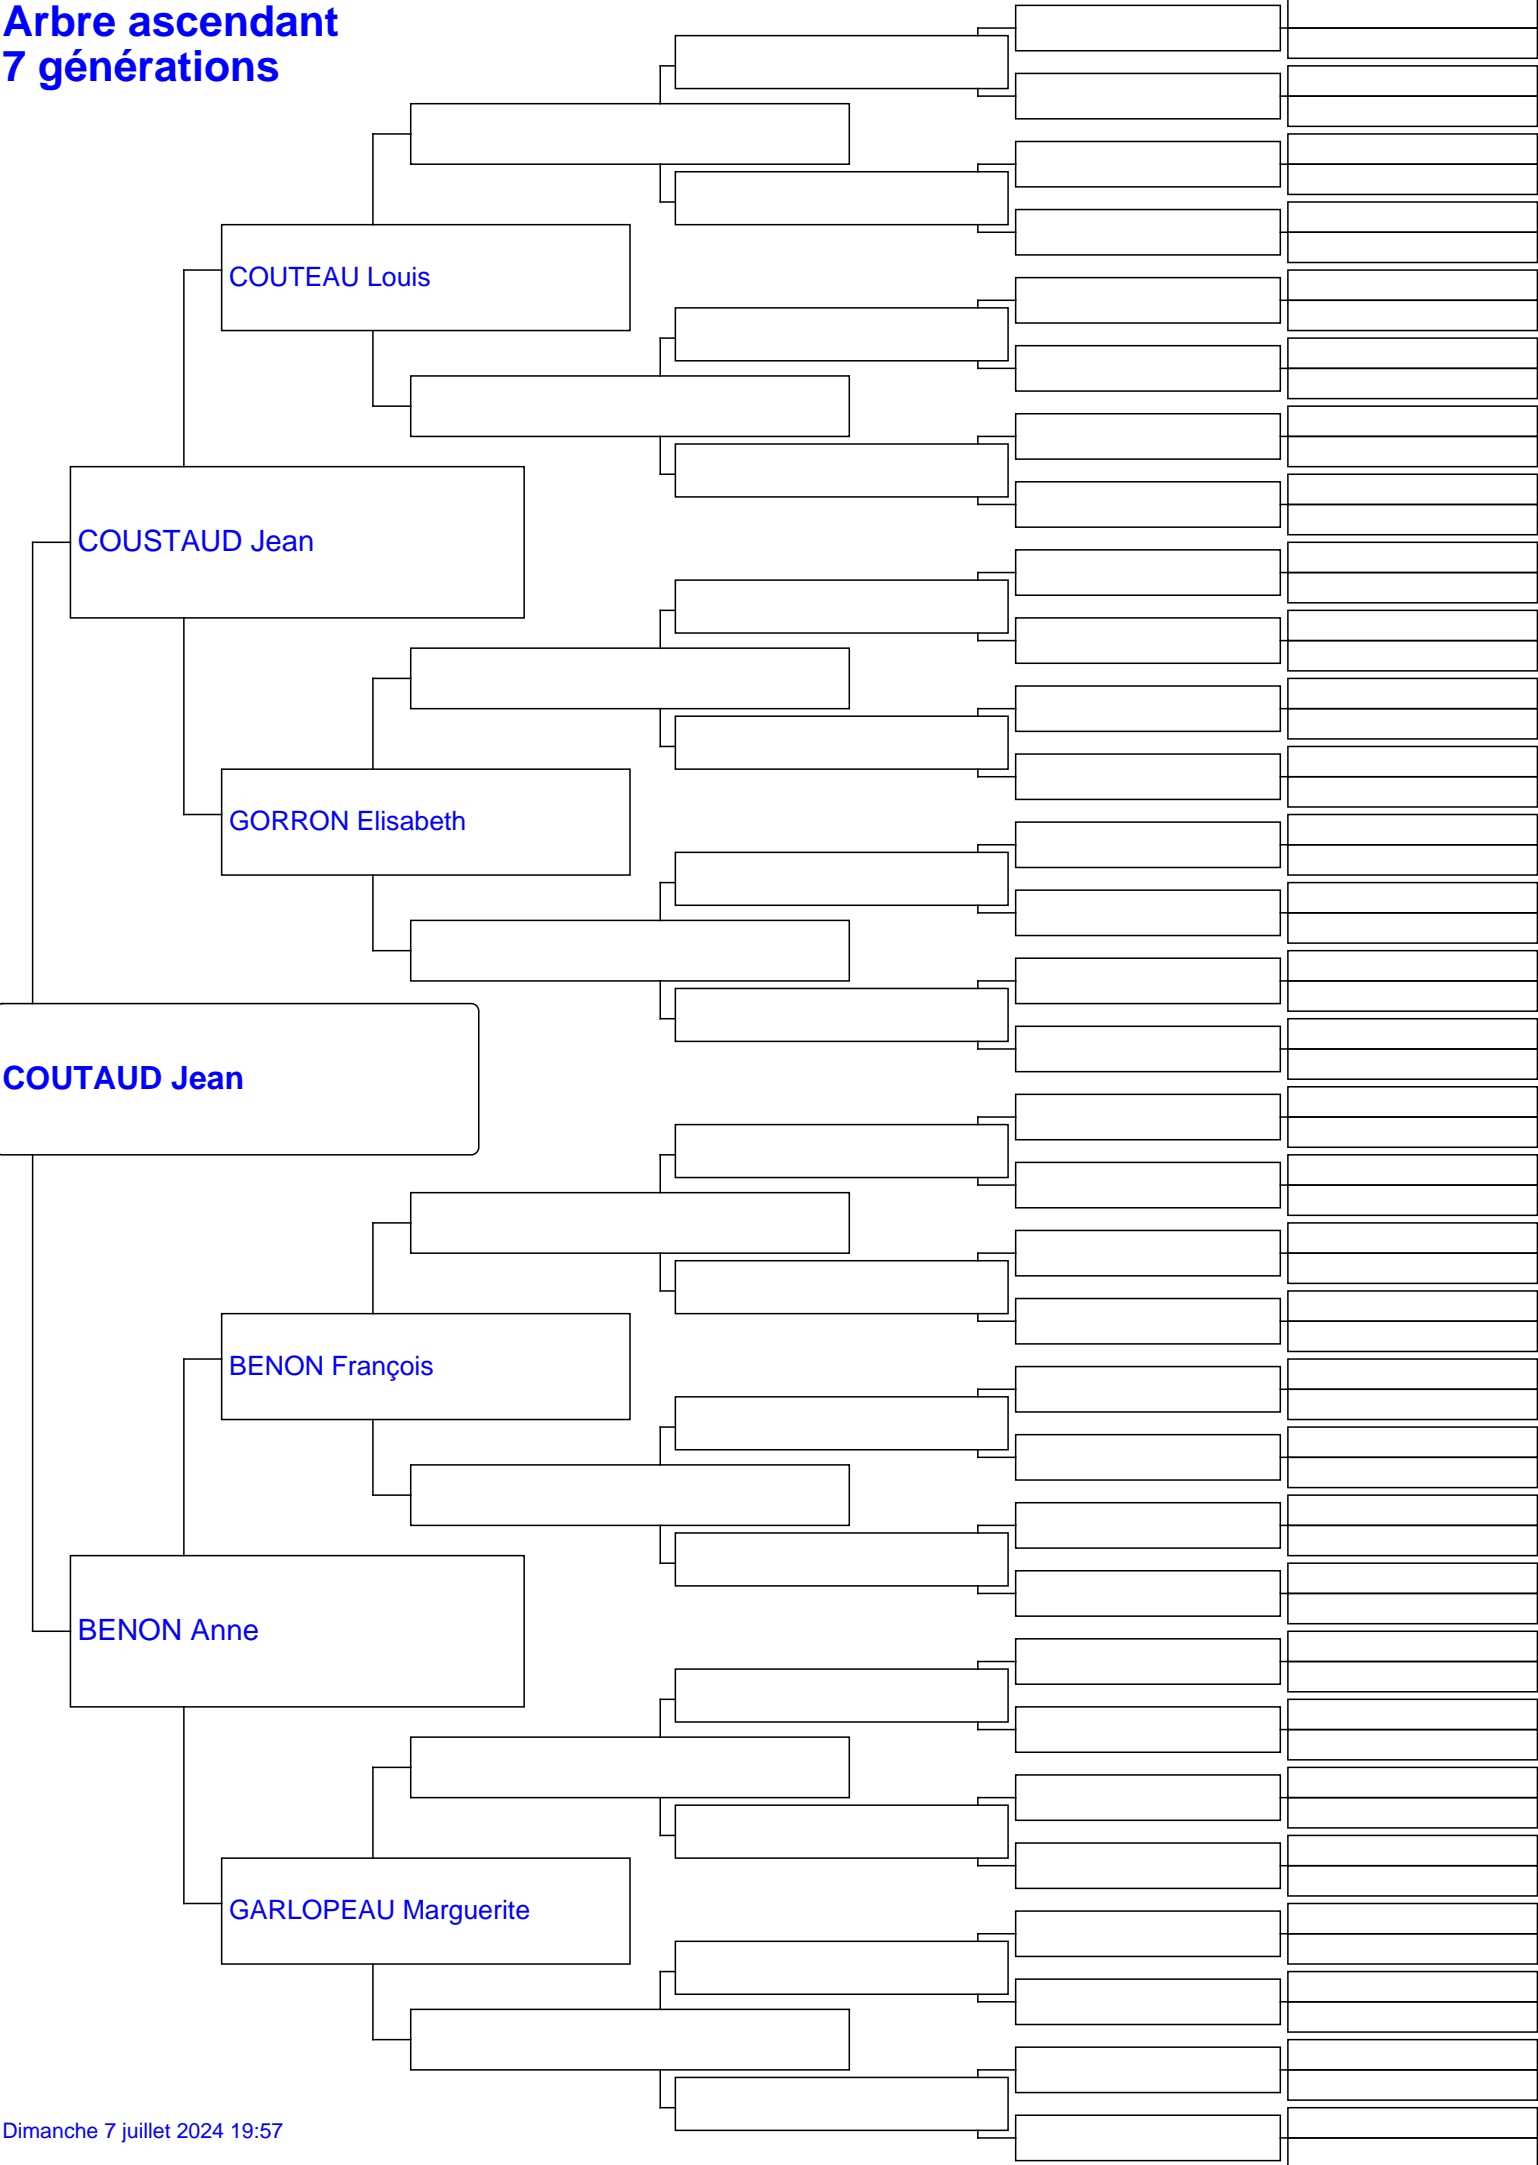 Arbre ascendant
7 générations
COUTEAU Louis
COUSTAUD Jean
GORRON Elisabeth
COUTAUD Jean
BENON François
BENON Anne
GARLOPEAU Marguerite
Dimanche 7 juillet 2024 19:57